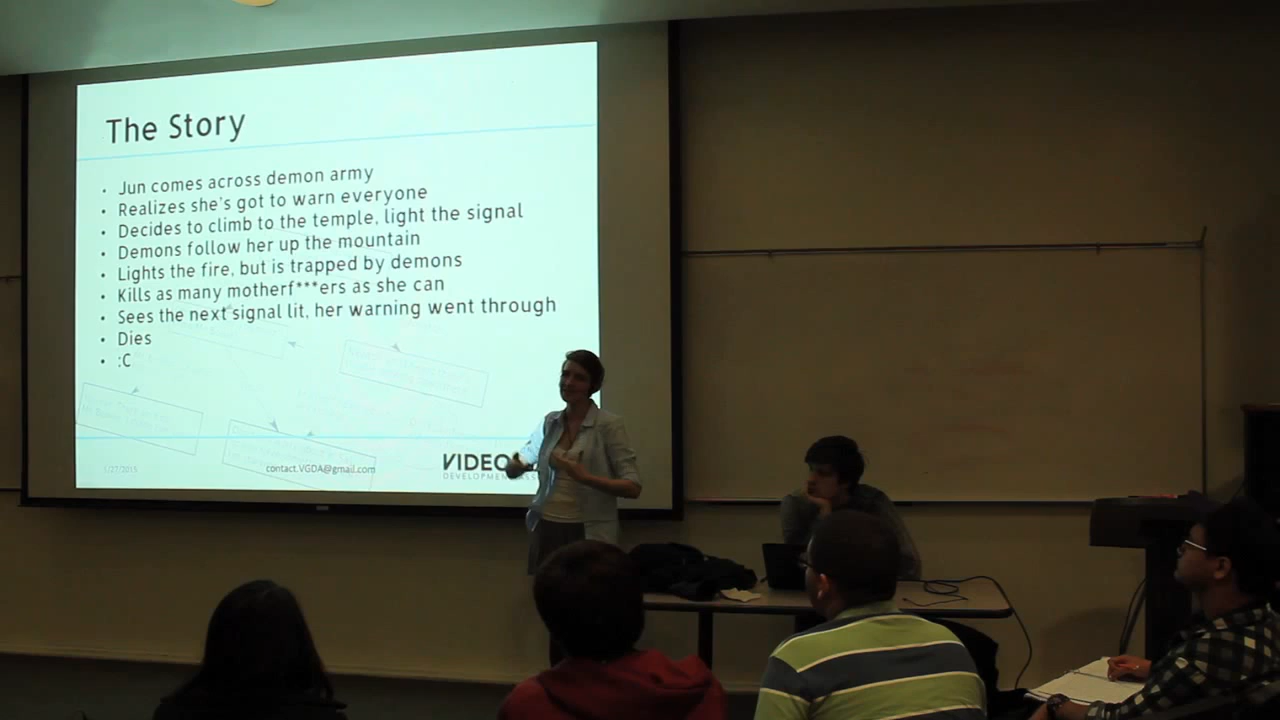 The Story
• Jun comes across demon army
• Realizes she's got to warn everyone
• Decides to climb to the temple, light the signal
• Demons follow her up the mountain
• Lights the fire, but is trapped by demons
• Kills as many motherf***ers as she can
• Sees the next signal lit, her warning went through
• Dies
• :C
1/27/2015 contact.VGDA@gmail.com VIDEO